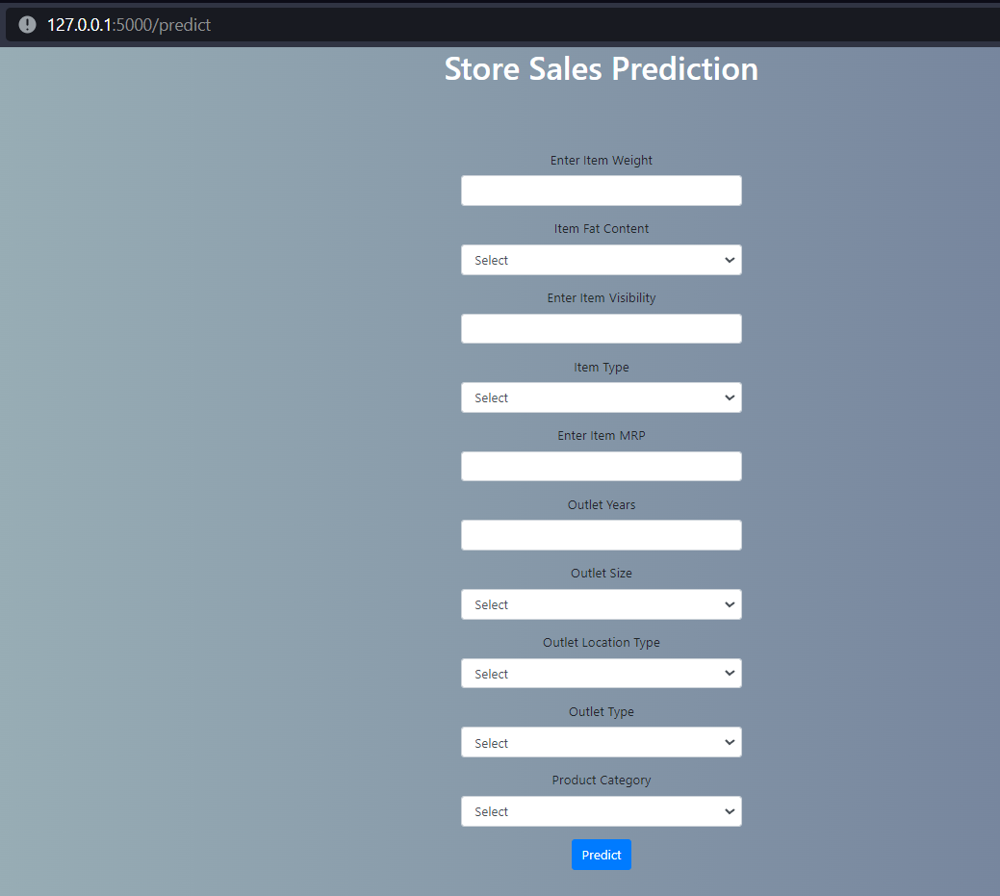 127.0.0.1:5000/predict
Store Sales Prediction
Enter Item Weight
Item Fat Content
Select
Enter Item Visibility
Item Type
Select
Enter Item MRP
Outlet Years
Outlet Size
Select
Outlet Location Type
Select
Outlet Type
Select
Product Category
Select
Predict